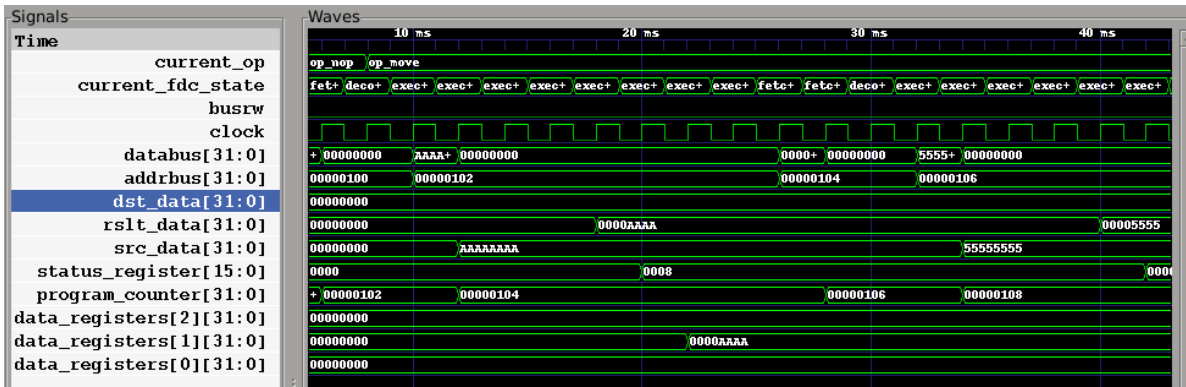 Signals
Waves
Time
10 ms 20 ms 30 ms 40 ms
current_op op_nop op_move
current_fdc_state fet+ deco+ exec+ exec+ exec+ exec+ exec+ exec+ exec+ exec+ fetc+ fetc+ deco+ exec+ exec+ exec+ exec+ exec+ exec+
busrw
clock
databus[31:0] + 00000000 AAAA+ 00000000 0000+ 00000000 5555+ 00000000
addrbus[31:0] 00000100 00000102 00000104 00000106
dst_data[31:0] 00000000
rslt_data[31:0] 00000000 0000AAAA 00005555
src_data[31:0] 00000000 AAAAAAAA 55555555
status_register[15:0] 0000 0008 000
program_counter[31:0] + 00000102 00000104 00000106 00000108
data_registers[2][31:0] 00000000
data_registers[1][31:0] 00000000 0000AAAA
data_registers[0][31:0] 00000000